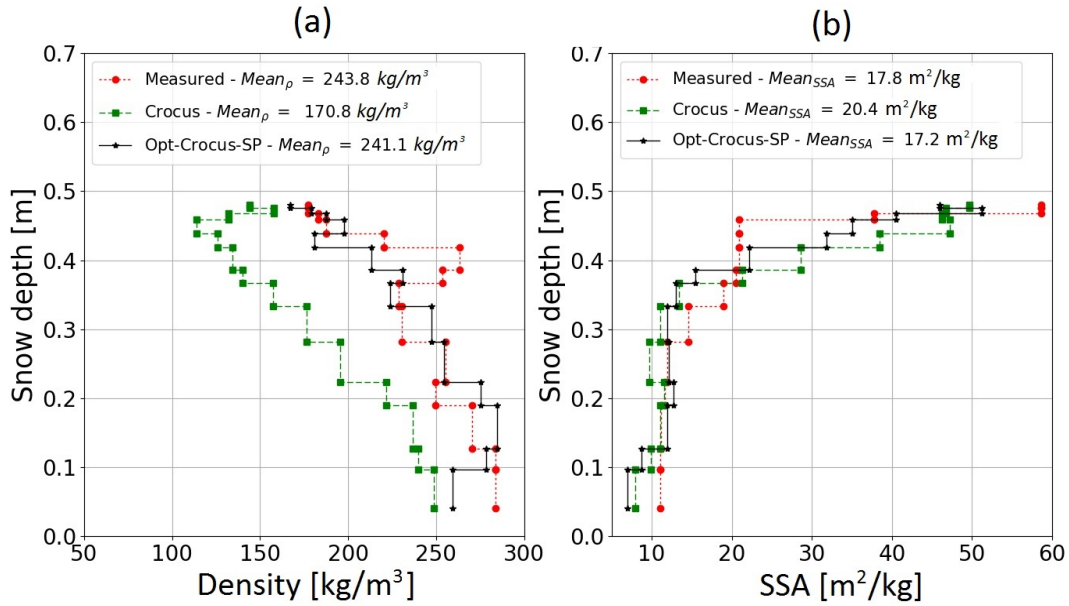 (a)
0.7
0.6
0.5
0.4
0.3
0.2
0.1
0.0
Snow depth [m]
Measured - Mean_ρ = 243.8 kg/m³
Crocus - Mean_ρ = 170.8 kg/m³
Opt-Crocus-SP - Mean_ρ = 241.1 kg/m³
50 100 150 200 250 300
Density [kg/m³]
(b)
0.7
0.6
0.5
0.4
0.3
0.2
0.1
0.0
Snow depth [m]
Measured - Mean_SSA = 17.8 m²/kg
Crocus - Mean_SSA = 20.4 m²/kg
Opt-Crocus-SP - Mean_SSA = 17.2 m²/kg
10 20 30 40 50 60
SSA [m²/kg]